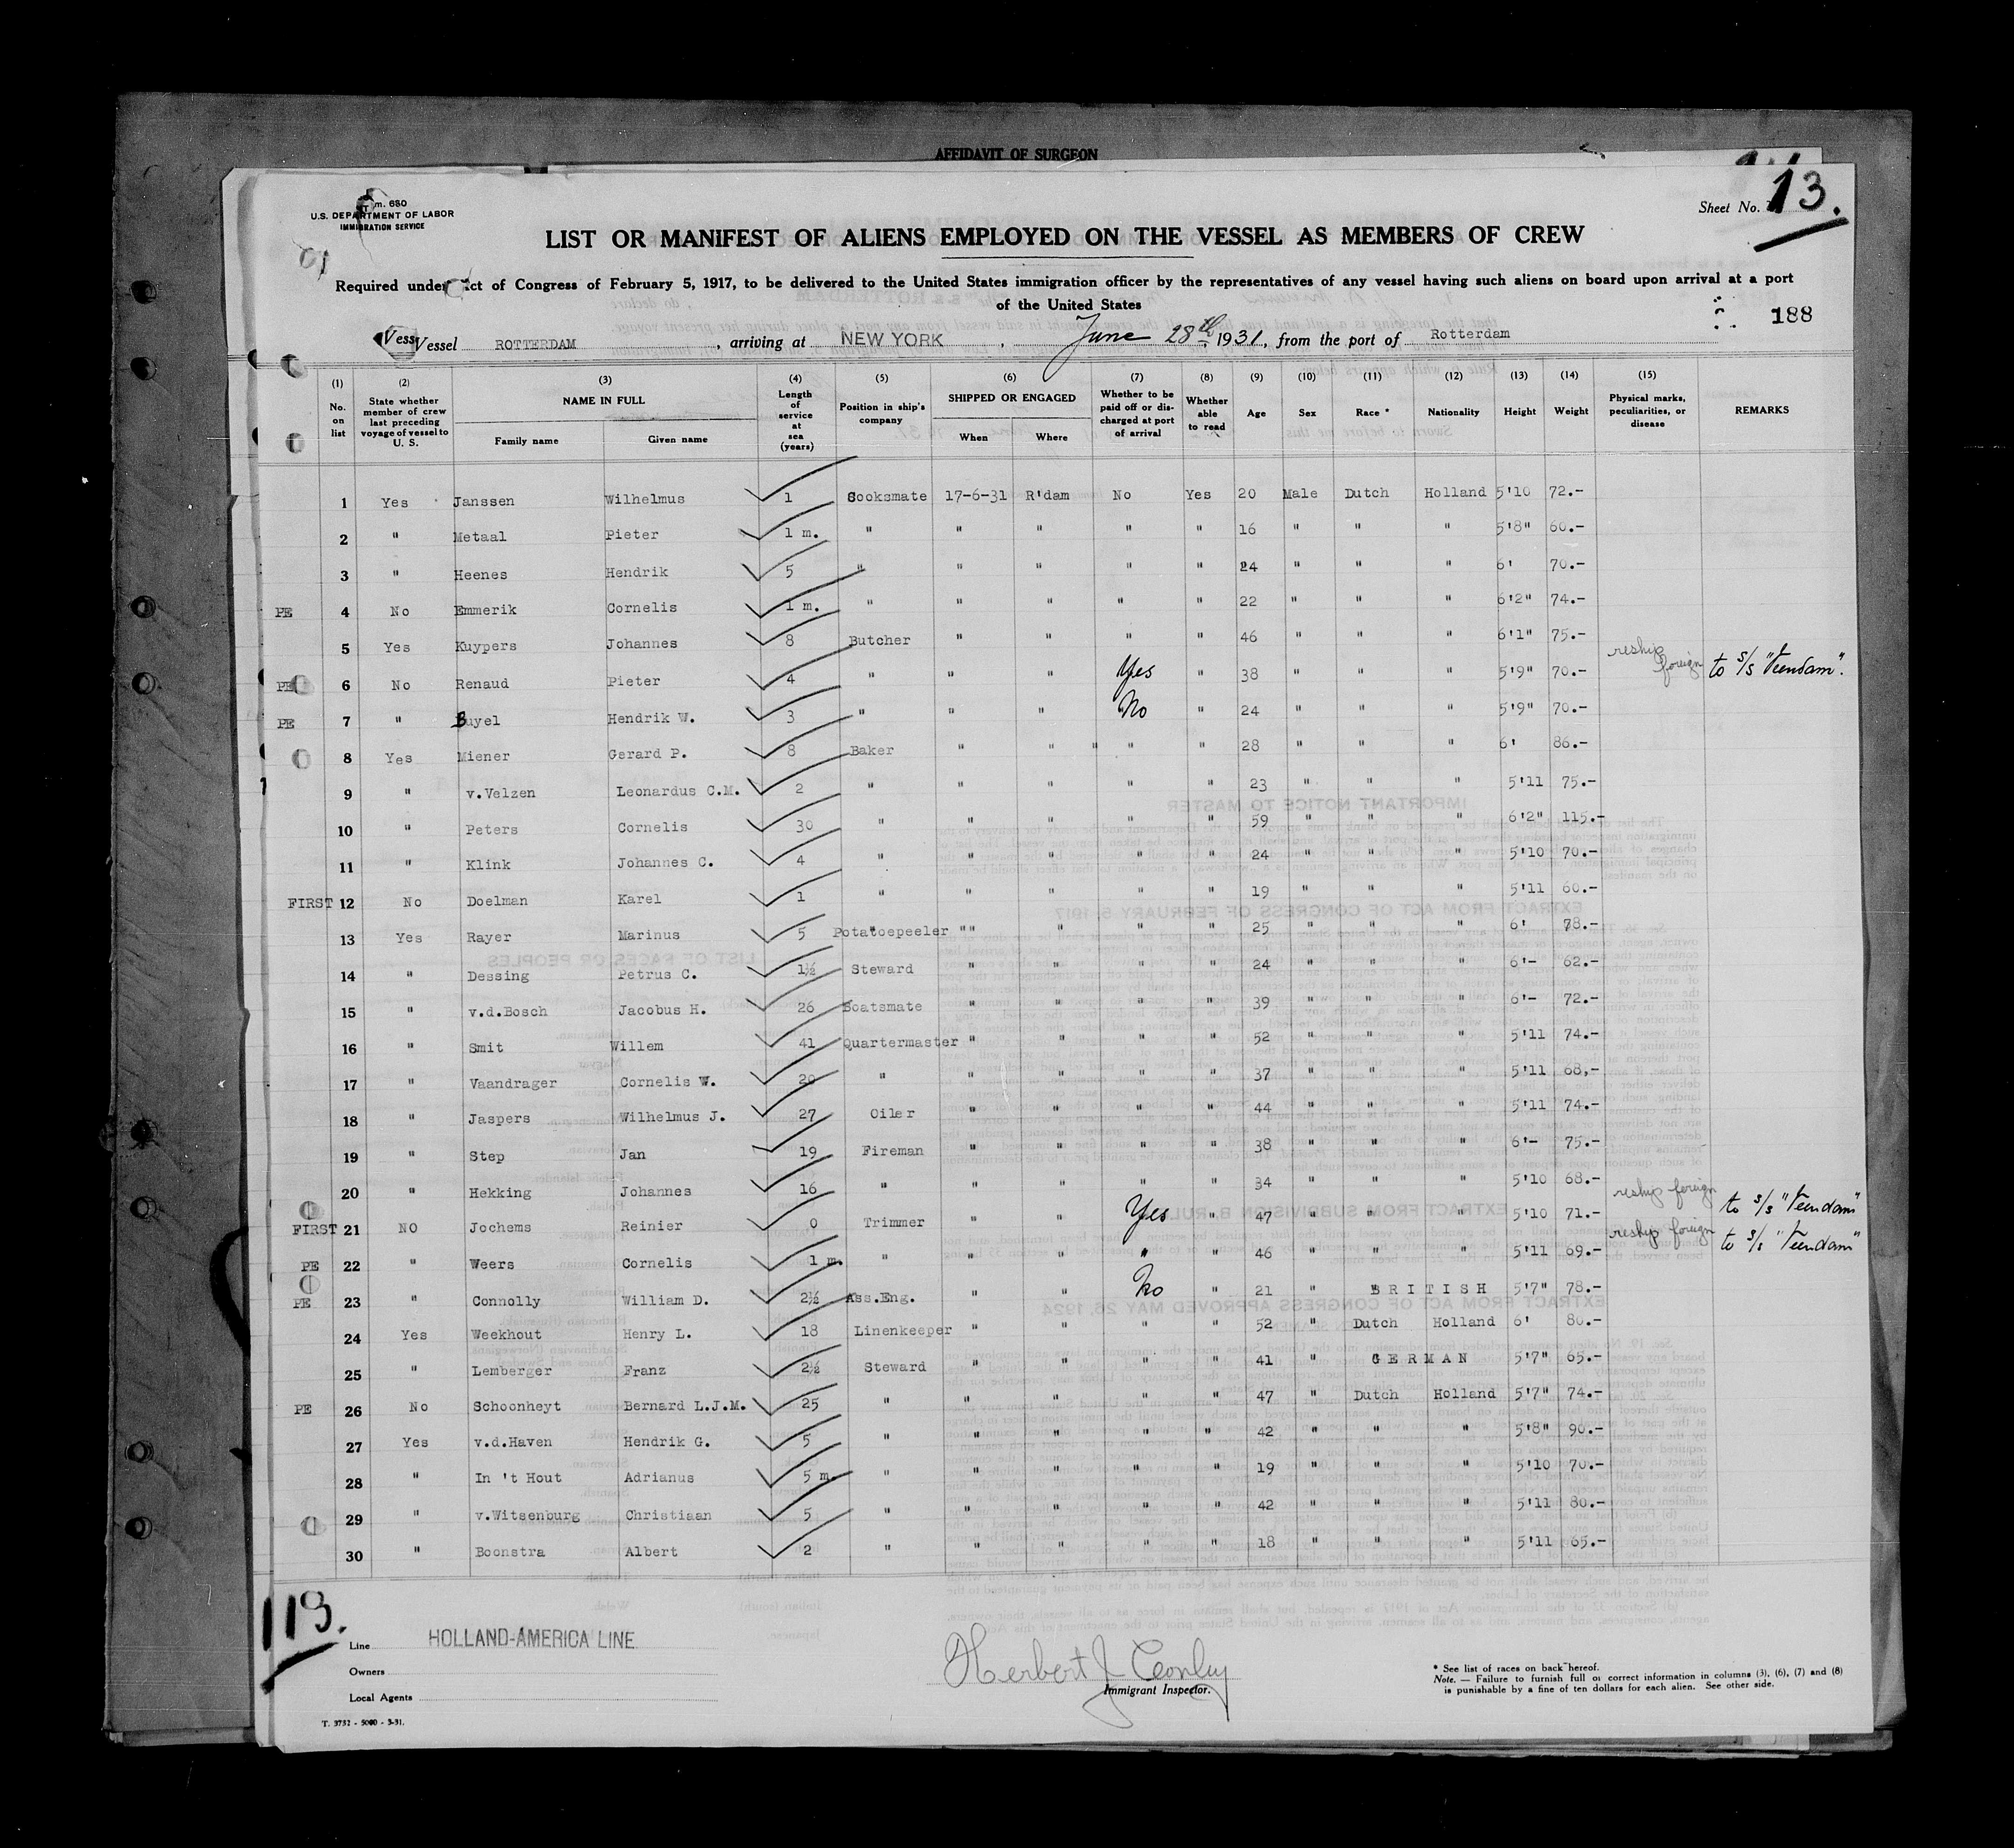 AFFIDAVIT OF SURGEON
m. 680
U.S. DEPARTMENT OF LABOR
IMMIGRATION SERVICE
Sheet No. 13.
LIST OR MANIFEST OF ALIENS EMPLOYED ON THE VESSEL AS MEMBERS OF CREW
Required under Act of Congress of February 5, 1917, to be delivered to the United States immigration officer by the representatives of any vessel having such aliens on board upon arrival at a port
of the United States
188
Vessel ROTTERDAM, arriving at NEW YORK, June 28th 1931, from the port of Rotterdam
(1) No. on list (2) State whether member of crew last preceding voyage of vessel to U. S. (3) NAME IN FULL Family name Given name (4) Length of service at sea (years) (5) Position in ship's company (6) SHIPPED OR ENGAGED When Where (7) Whether to be paid off or discharged at port of arrival (8) Whether able to read (9) Age (10) Sex (11) Race * (12) Nationality (13) Height (14) Weight (15) Physical marks, peculiarities, or disease REMARKS
1 Yes Janssen Wilhelmus 1 Cooksmate 17-6-31 R'dam No Yes 20 Male Dutch Holland 5'10 72.-
2 " Metaal Pieter 1 m. " " " " " 16 " " " 5'8" 60.-
3 " Heenes Hendrik 5 " " " " " 24 " " " 6' 70.-
PE 4 No Emmerik Cornelis 1 m. " " " " " 22 " " " 6'2" 74.-
5 Yes Kuypers Johannes 8 Butcher " " " " 46 " " " 6'1" 75.-
PE 6 No Renaud Pieter 4 " " " Yes " 38 " " " 5'9" 70.- reship foreign to S/S "Veendam".
PE 7 " Buyel Hendrik W. 3 " " " No " 24 " " " 5'9" 70.-
8 Yes Miener Gerard P. 8 Baker " " " " 28 " " " 6' 86.-
9 " v.Velzen Leonardus C.M. 2 " " " " " 23 " " " 5'11 75.-
10 " Peters Cornelis 30 " " " " " 59 " " " 6'2" 115.-
11 " Klink Johannes C. 4 " " " " " 24 " " " 5'10 70.-
FIRST 12 No Doelman Karel 1 " " " " " 19 " " " 5'11 60.-
13 Yes Rayer Marinus 5 Potatoepeeler " " " " 25 " " " 6' 78.-
14 " Dessing Petrus C. 1½ Steward " " " " 24 " " " 6'- 62.-
15 " v.d.Bosch Jacobus H. 26 Boatsmate " " " " 39 " " " 6'- 72.-
16 " Smit Willem 41 Quartermaster " " " " 52 " " " 5'11 74.-
17 " Vaandrager Cornelis W. 20 " " " " " 37 " " " 5'11 68,-
18 " Jaspers Wilhelmus J. 27 Oiler " " " " 44 " " " 5'11 74.-
19 " Step Jan 19 Fireman " " " " 38 " " " 6'- 75.-
20 " Hekking Johannes 16 " " " " " 34 " " " 5'10 68.-
FIRST 21 NO Jochems Reinier 0 Trimmer " " Yes " 47 " " " 5'10 71.- reship foreign to S/S "Veendam"
PE 22 " Weers Cornelis 1 m. " " " " " 46 " " " 5'11 69.- reship foreign to S/S "Veendam"
PE 23 " Connolly William D. 2½ Ass.Eng. " " No " 21 " BRITISH 5'7" 78.-
24 Yes Weekhout Henry L. 18 Linenkeeper " " " " 52 " Dutch Holland 6' 80.-
25 " Lemberger Franz 2½ Steward " " " " 41 " GERMAN 5'7" 65.-
PE 26 No Schoonheyt Bernard L.J.M. 25 " " " " " 47 " Dutch Holland 5'7" 74.-
27 Yes v.d.Haven Hendrik G. 5 " " " " " 42 " " " 5'8" 90.-
28 " In 't Hout Adrianus 5 m. " " " " " 19 " " " 5'10 70.-
29 " v.Witsenburg Christiaan 5 " " " " " 42 " " " 5'11 80.-
30 " Boonstra Albert 2 " " " " " 18 " " " 5'11 65.-
113.
Line HOLLAND-AMERICA LINE
Owners
Local Agents
T. 3732 - 5000 - 3-31.
Herbert J Conley
Immigrant Inspector.
* See list of races on back hereof.
Note. — Failure to furnish full or correct information in columns (3), (6), (7) and (8)
is punishable by a fine of ten dollars for each alien. See other side.